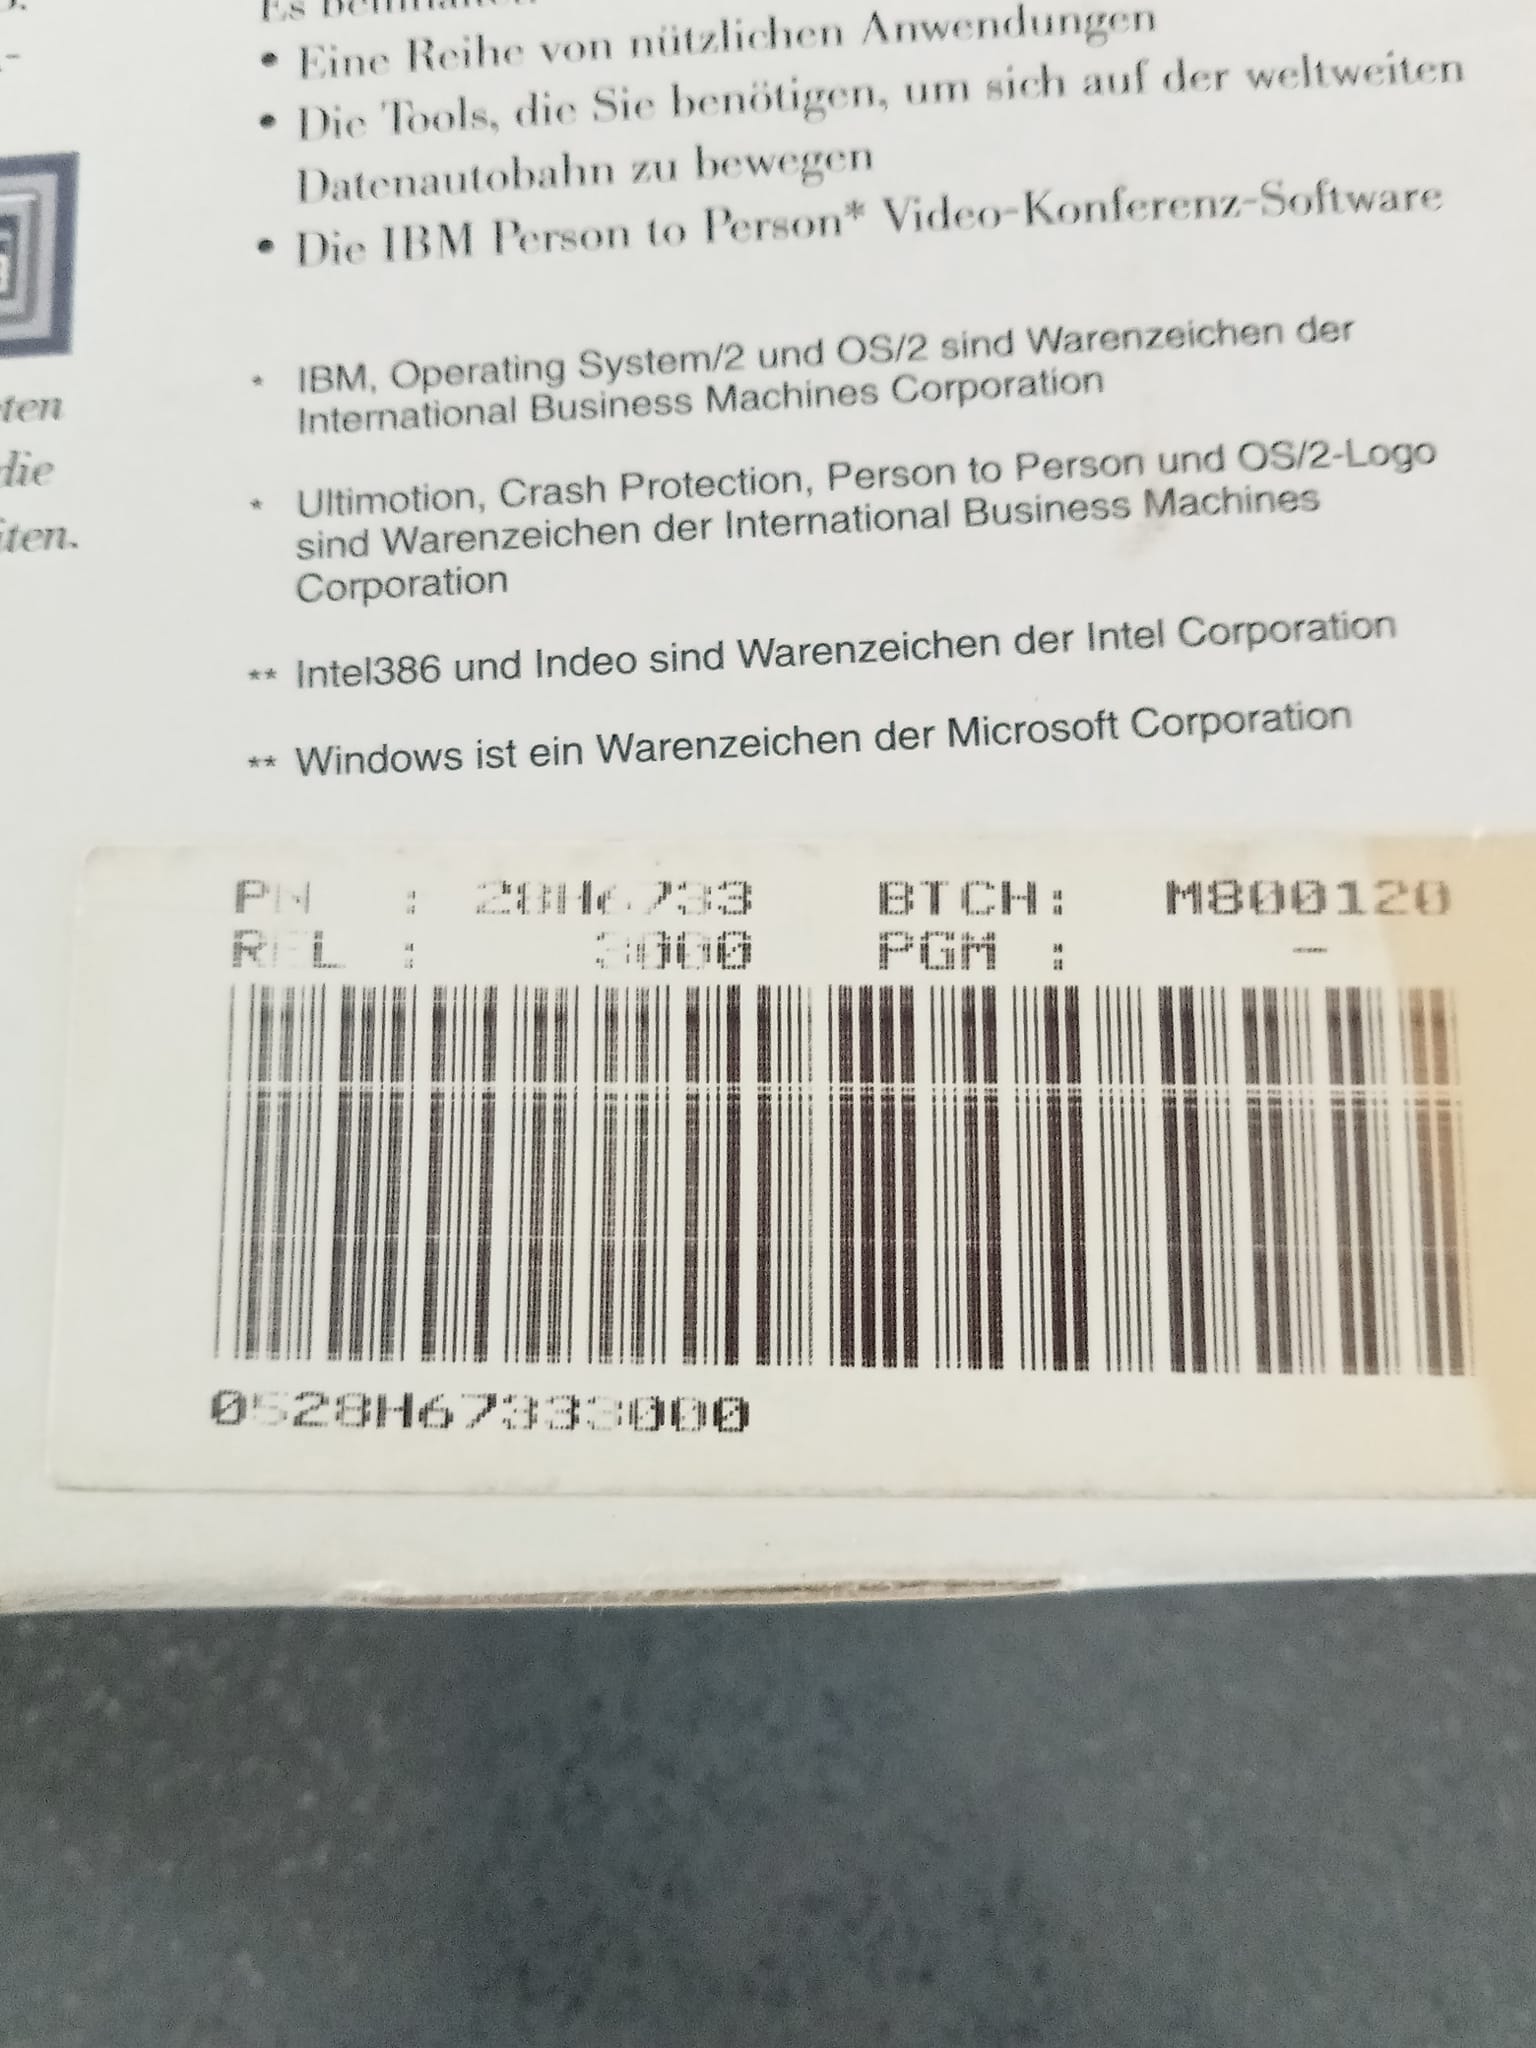 • Eine Reihe von nützlichen Anwendungen
• Die Tools, die Sie benötigen, um sich auf der weltweiten
Datenautobahn zu bewegen
• Die IBM Person to Person* Video-Konferenz-Software
* IBM, Operating System/2 und OS/2 sind Warenzeichen der
International Business Machines Corporation
* Ultimotion, Crash Protection, Person to Person und OS/2-Logo
sind Warenzeichen der International Business Machines
Corporation
** Intel386 und Indeo sind Warenzeichen der Intel Corporation
** Windows ist ein Warenzeichen der Microsoft Corporation
die
PN : 28H6733 BTCH: M800120
REL : 3000 PGM : -
0528H67333000